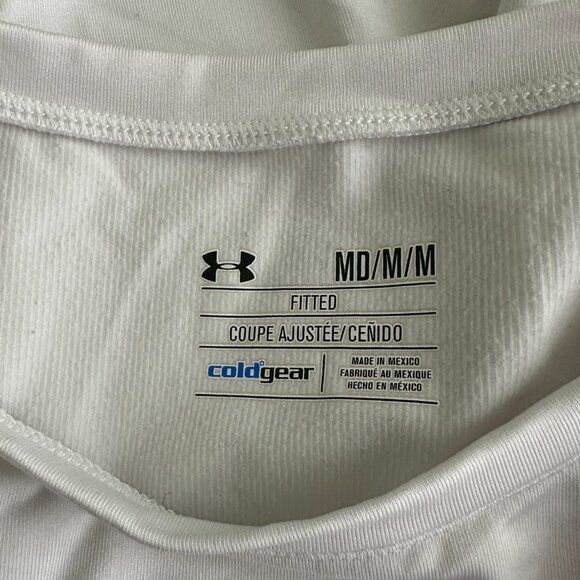 MD/M/M
FITTED
COUPE AJUSTÉE/CEÑIDO
coldgear
MADE IN MEXICO
FABRIQUÉ AU MEXIQUE
HECHO EN MÉXICO